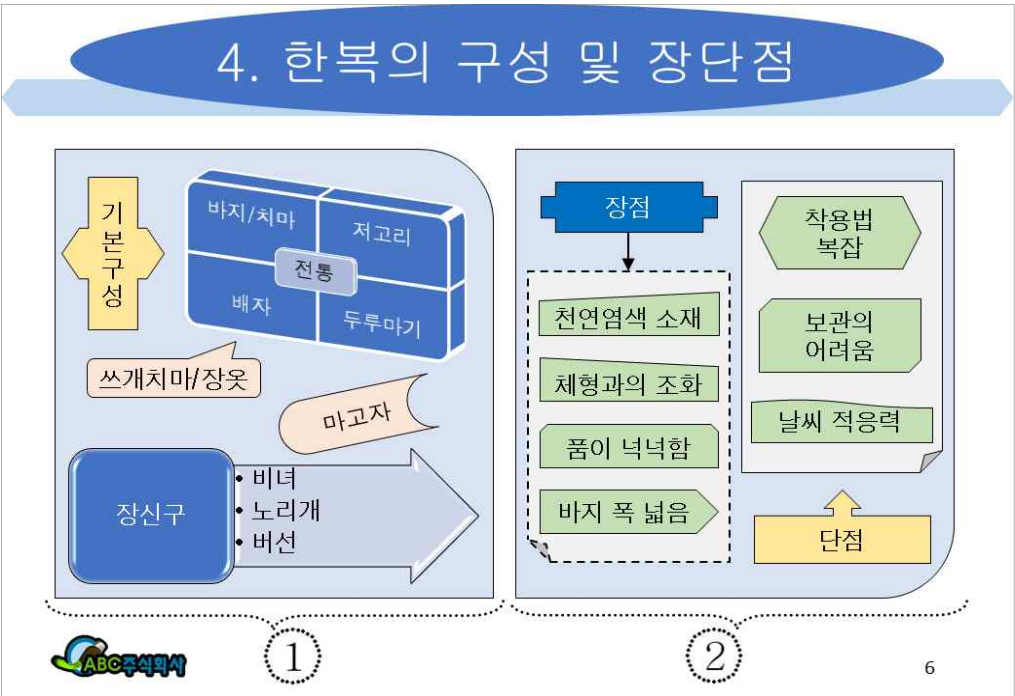 4. 한복의 구성 및 장단점
기
본
구
성
바지/치마
저고리
전통
배자
두루마기
쓰개치마/장옷
마고자
장신구
• 비녀
• 노리개
• 버선
①
장점
천연염색 소재
체형과의 조화
품이 넉넉함
바지 폭 넓음
착용법
복잡
보관의
어려움
날씨 적응력
단점
②
ABC주식회사
6